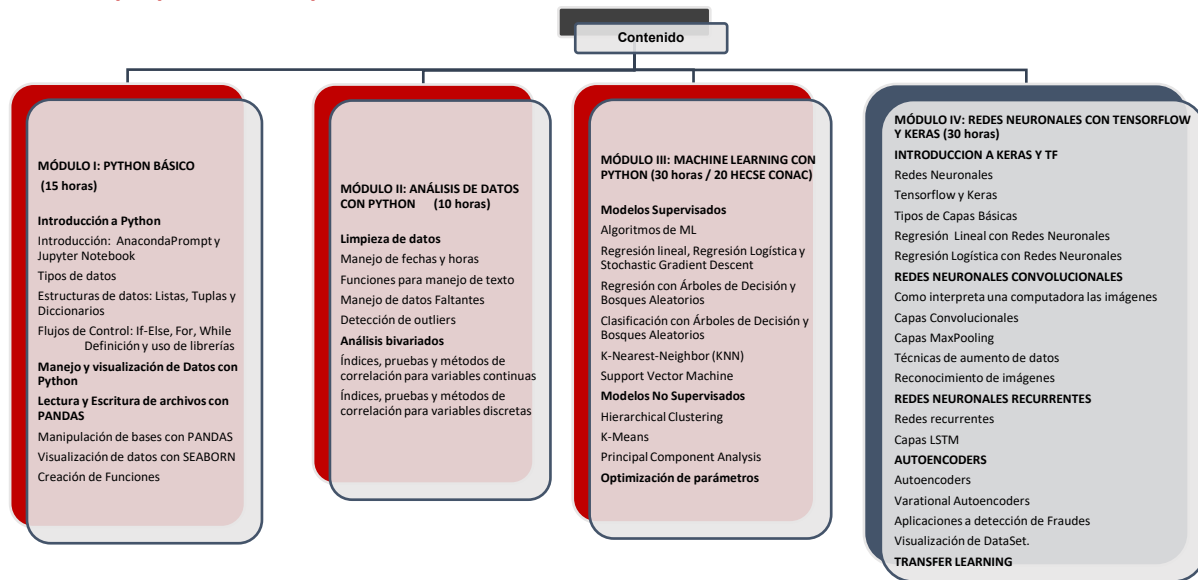 Contenido
MÓDULO I: PYTHON BÁSICO
(15 horas)
Introducción a Python
Introducción: AnacondaPrompt y
Jupyter Notebook
Tipos de datos
Estructuras de datos: Listas, Tuplas y
Diccionarios
Flujos de Control: If-Else, For, While
Definición y uso de librerías
Manejo y visualización de Datos con
Python
Lectura y Escritura de archivos con
PANDAS
Manipulación de bases con PANDAS
Visualización de datos con SEABORN
Creación de Funciones
MÓDULO II: ANÁLISIS DE DATOS
CON PYTHON (10 horas)
Limpieza de datos
Manejo de fechas y horas
Funciones para manejo de texto
Manejo de datos Faltantes
Detección de outliers
Análisis bivariados
Índices, pruebas y métodos de
correlación para variables continuas
Índices, pruebas y métodos de
correlación para variables discretas
MÓDULO III: MACHINE LEARNING CON
PYTHON (30 horas / 20 HECSE CONAC)
Modelos Supervisados
Algoritmos de ML
Regresión lineal, Regresión Logística y
Stochastic Gradient Descent
Regresión con Árboles de Decisión y
Bosques Aleatorios
Clasificación con Árboles de Decisión y
Bosques Aleatorios
K-Nearest-Neighbor (KNN)
Support Vector Machine
Modelos No Supervisados
Hierarchical Clustering
K-Means
Principal Component Analysis
Optimización de parámetros
MÓDULO IV: REDES NEURONALES CON TENSORFLOW
Y KERAS (30 horas)
INTRODUCCION A KERAS Y TF
Redes Neuronales
Tensorflow y Keras
Tipos de Capas Básicas
Regresión Lineal con Redes Neuronales
Regresión Logística con Redes Neuronales
REDES NEURONALES CONVOLUCIONALES
Como interpreta una computadora las imágenes
Capas Convolucionales
Capas MaxPooling
Técnicas de aumento de datos
Reconocimiento de imágenes
REDES NEURONALES RECURRENTES
Redes recurrentes
Capas LSTM
AUTOENCODERS
Autoencoders
Varational Autoencoders
Aplicaciones a detección de Fraudes
Visualización de DataSet.
TRANSFER LEARNING